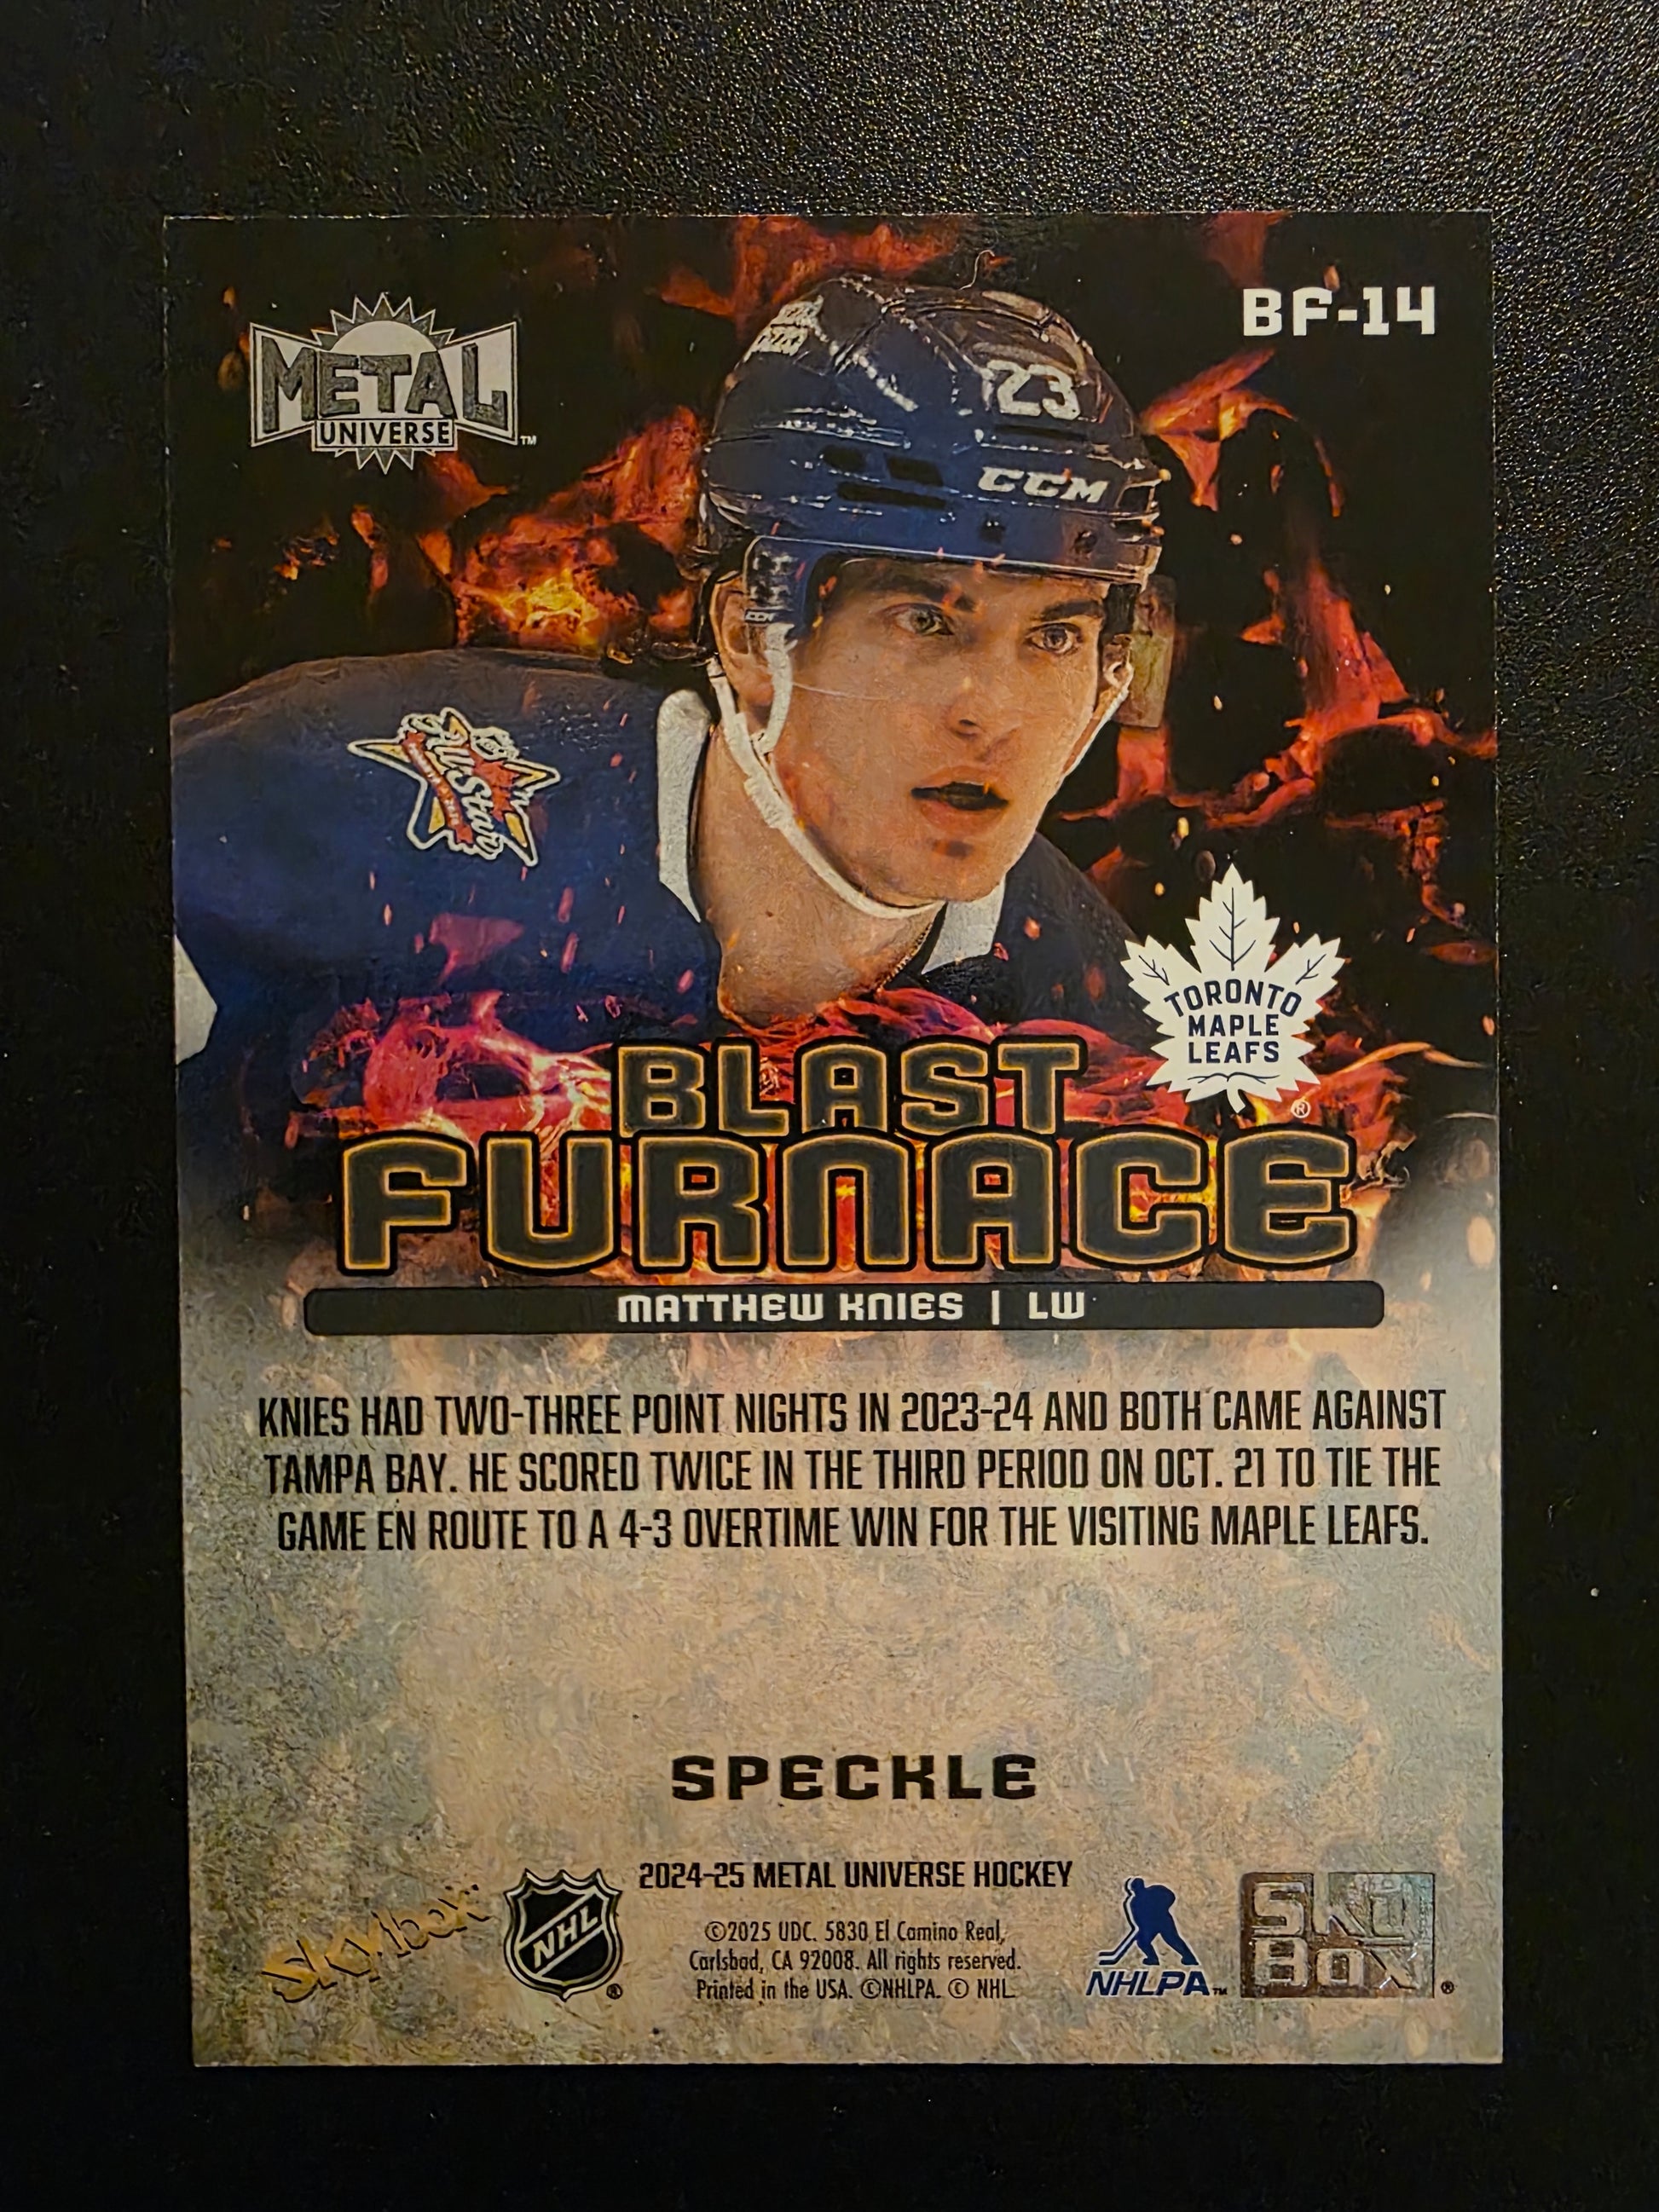 METAL
UNIVERSE™
BF-14
23
CCM
CCM
TORONTO
MAPLE
LEAFS
®
BLAST
FURNACE
MATTHEW KNIES | LW
KNIES HAD TWO-THREE POINT NIGHTS IN 2023-24 AND BOTH CAME AGAINST
TAMPA BAY. HE SCORED TWICE IN THE THIRD PERIOD ON OCT. 21 TO TIE THE
GAME EN ROUTE TO A 4-3 OVERTIME WIN FOR THE VISITING MAPLE LEAFS.
SPECKLE
2024-25 METAL UNIVERSE HOCKEY
©2025 UDC. 5830 El Camino Real,
Carlsbad, CA 92008. All rights reserved.
Printed in the USA. ©NHLPA. © NHL.
Skybox
NHL®
NHLPA™
SKY
BOX®